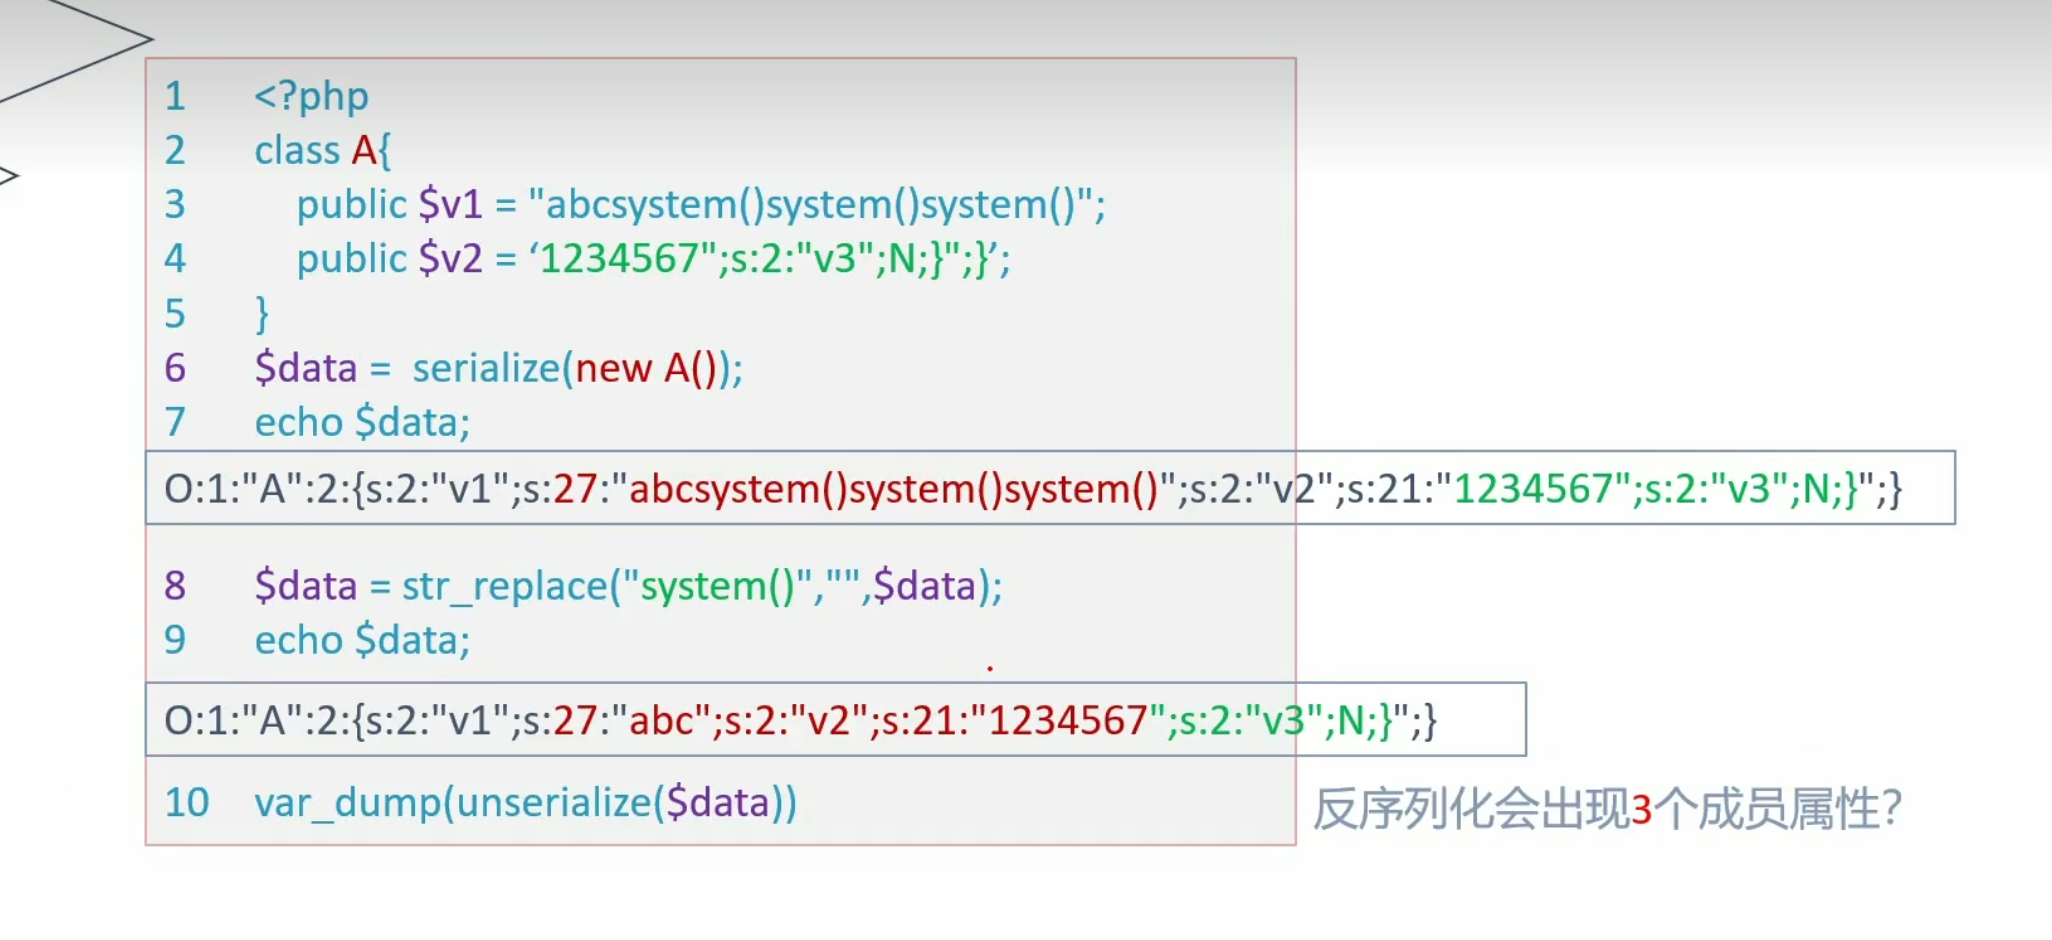 1 <?php
2 class A{
3 public $v1 = "abcsystem()system()system()";
4 public $v2 = ‘1234567";s:2:"v3";N;}";}’;
5 }
6 $data = serialize(new A());
7 echo $data;
O:1:"A":2:{s:2:"v1";s:27:"abcsystem()system()system()";s:2:"v2";s:21:"1234567";s:2:"v3";N;}";}
8 $data = str_replace("system()","",$data);
9 echo $data;
O:1:"A":2:{s:2:"v1";s:27:"abc";s:2:"v2";s:21:"1234567";s:2:"v3";N;}";}
10 var_dump(unserialize($data))
反序列化会出现3个成员属性?